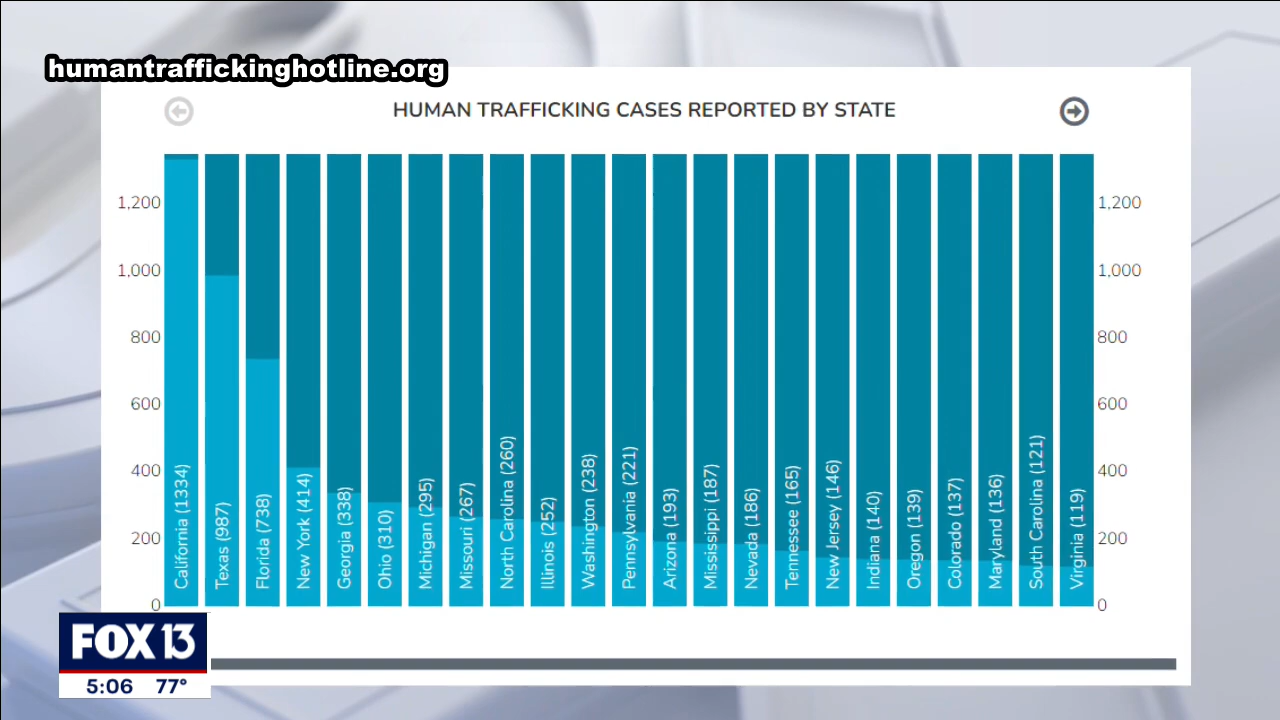 humantraffickinghotline.org
HUMAN TRAFFICKING CASES REPORTED BY STATE
1,200
1,000
800
600
400
200
0
California (1334)
Texas (987)
Florida (738)
New York (414)
Georgia (338)
Ohio (310)
Michigan (295)
Missouri (267)
North Carolina (260)
Illinois (252)
Washington (238)
Pennsylvania (221)
Arizona (193)
Mississippi (187)
Nevada (186)
Tennessee (165)
New Jersey (146)
Indiana (140)
Oregon (139)
Colorado (137)
Maryland (136)
South Carolina (121)
Virginia (119)
1,200
1,000
800
600
400
200
0
FOX 13
5:06 77°